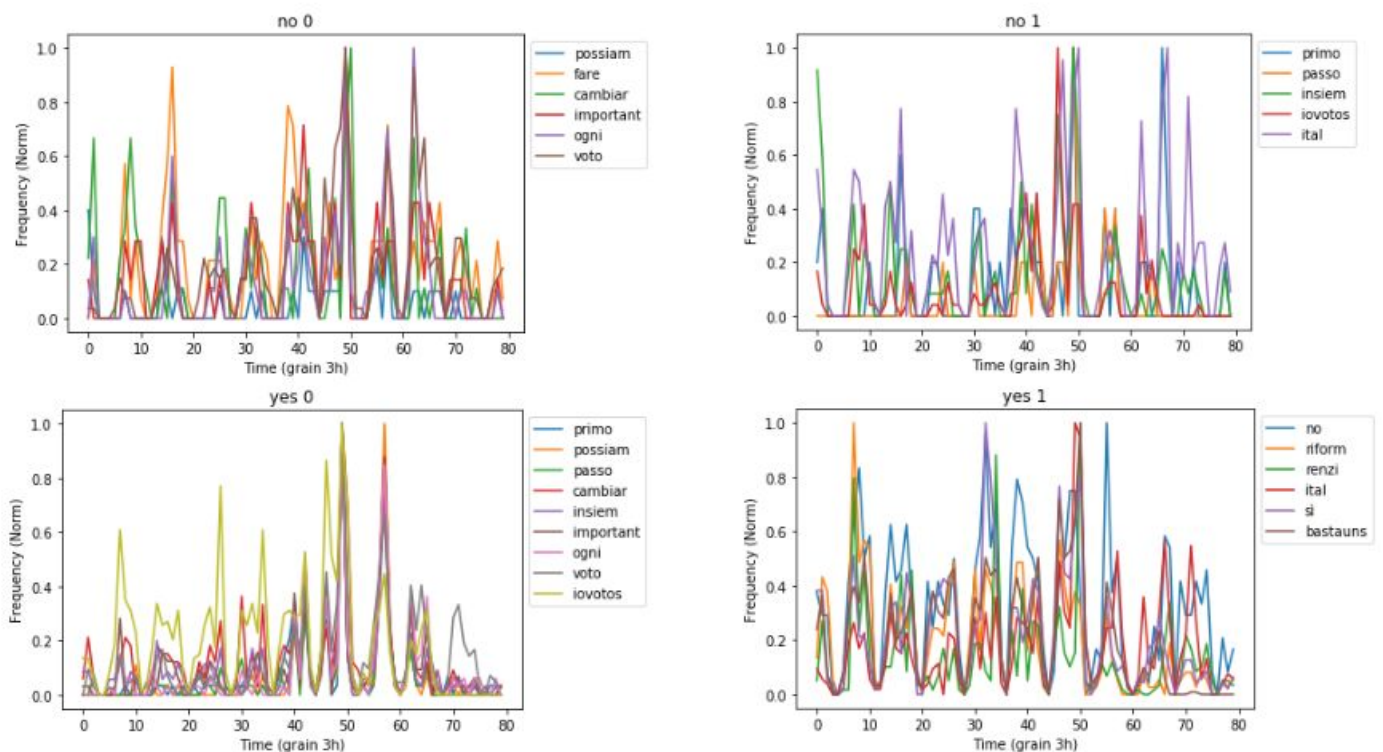 no 0
Frequency (Norm)
1.0
0.8
0.6
0.4
0.2
0.0
0 10 20 30 40 50 60 70 80
Time (grain 3h)
possiam
fare
cambiar
important
ogni
voto
no 1
Frequency (Norm)
1.0
0.8
0.6
0.4
0.2
0.0
0 10 20 30 40 50 60 70 80
Time (grain 3h)
primo
passo
insiem
iovotos
ital
yes 0
Frequency (Norm)
1.0
0.8
0.6
0.4
0.2
0.0
0 10 20 30 40 50 60 70 80
Time (grain 3h)
primo
possiam
passo
cambiar
insiem
important
ogni
voto
iovotos
yes 1
Frequency (Norm)
1.0
0.8
0.6
0.4
0.2
0.0
0 10 20 30 40 50 60 70 80
Time (grain 3h)
no
riform
renzi
ital
si
bastauns